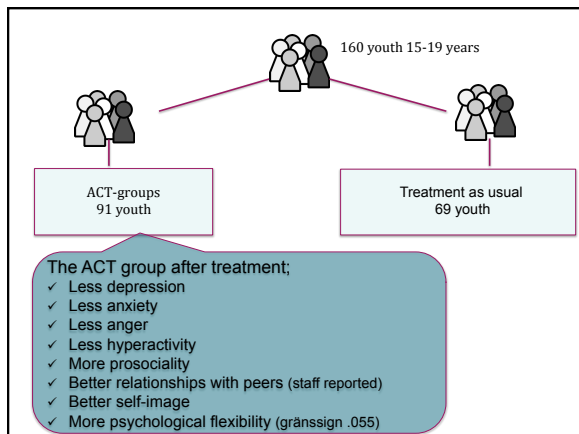 160 youth 15-19 years
ACT-groups
91 youth
Treatment as usual
69 youth
The ACT group after treatment;
✓ Less depression
✓ Less anxiety
✓ Less anger
✓ Less hyperactivity
✓ More prosociality
✓ Better relationships with peers (staff reported)
✓ Better self-image
✓ More psychological flexibility (gränssign .055)